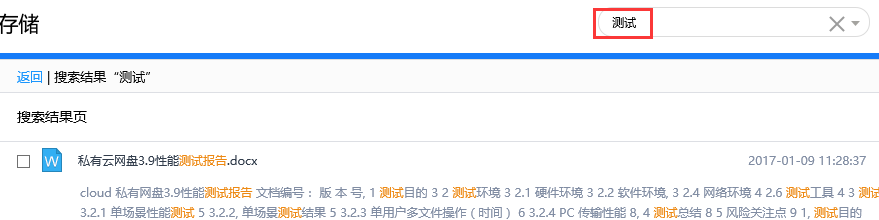 存储
测试
返回 | 搜索结果 “测试”
搜索结果页
W 私有云网盘3.9性能测试报告.docx 2017-01-09 11:28:37
cloud 私有网盘3.9性能测试报告 文档编号： 版 本 号, 1 测试目的 3 2 测试环境 3 2.1 硬件环境 3 2.2 软件环境, 3 2.4 网络环境 4 2.6 测试工具 4 3 测试
3.2.1 单场景性能测试 5 3.2.2, 单场景测试结果 5 3.2.3 单用户多文件操作（时间） 6 3.2.4 PC 传输性能 8, 4 测试总结 8 5 风险关注点 9 1, 测试目的